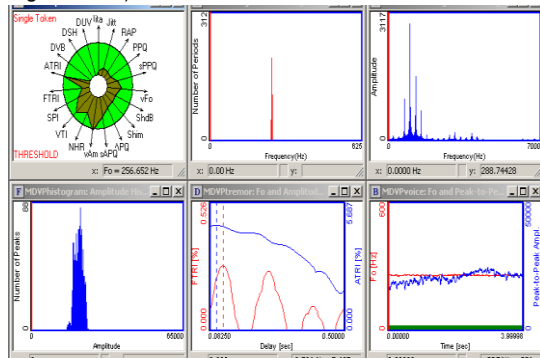 Single Token
Jita
Jitt
RAP
PPQ
sPPQ
vFo
ShdB
Shim
APQ
sAPQ
vAm
NHR
VTI
SPI
FTRI
ATRI
DVB
DSH
DUV
THRESHOLD
x: Fo = 256.652 Hz
312
Number of Periods
0
0
625
Frequency(Hz)
x: 0.00 Hz
y:
3117
Amplitude
0
0
7000
Frequency(Hz)
x: 0.0000 Hz
y: 288.74428
F MDVPhistogram: Amplitude His
88
Number of Peaks
0
0
65000
Amplitude
D MDVPtremor: Fo and Amplitud
0.526
FTRI [%]
0.000
5.687
ATRI [%]
0.000
0.08250
0.50000
Delay [sec]
B MDVPvoice: Fo and Peak-to-Pe
600
Fo [Hz]
0
50000
Peak-to-Peak Ampl.
0
0.00000
3.99998
Time [sec]